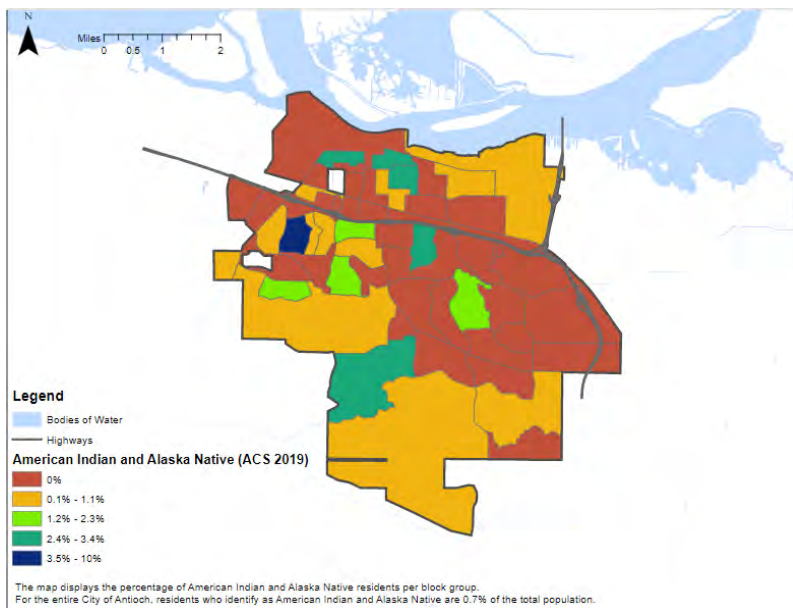 N
Miles
0 0.5 1 2
Legend
Bodies of Water
Highways
American Indian and Alaska Native (ACS 2019)
0%
0.1% - 1.1%
1.2% - 2.3%
2.4% - 3.4%
3.5% - 10%
The map displays the percentage of American Indian and Alaska Native residents per block group.
For the entire City of Antioch, residents who identify as American Indian and Alaska Native are 0.7% of the total population.